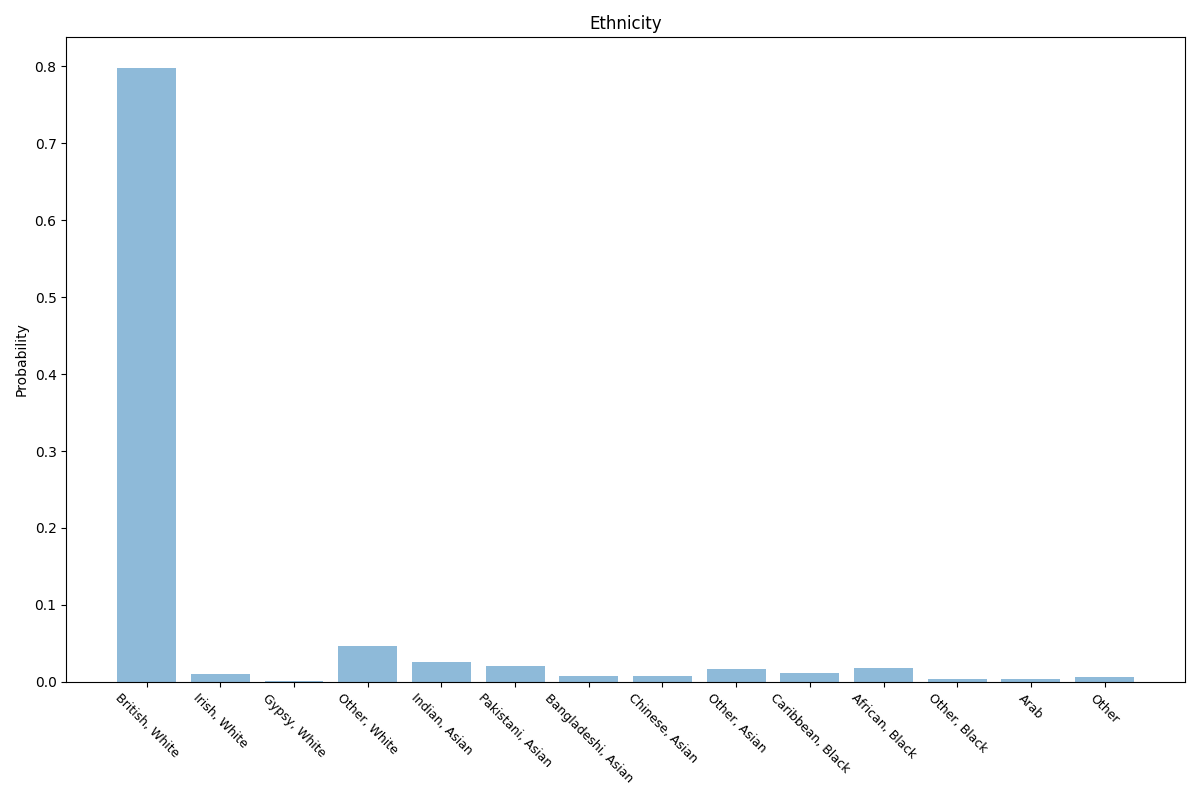 Ethnicity
0.8
0.7
0.6
0.5
0.4
0.3
0.2
0.1
0.0
Probability
British, White
Irish, White
Gypsy, White
Other, White
Indian, Asian
Pakistani, Asian
Bangladeshi, Asian
Chinese, Asian
Other, Asian
Caribbean, Black
African, Black
Other, Black
Arab
Other